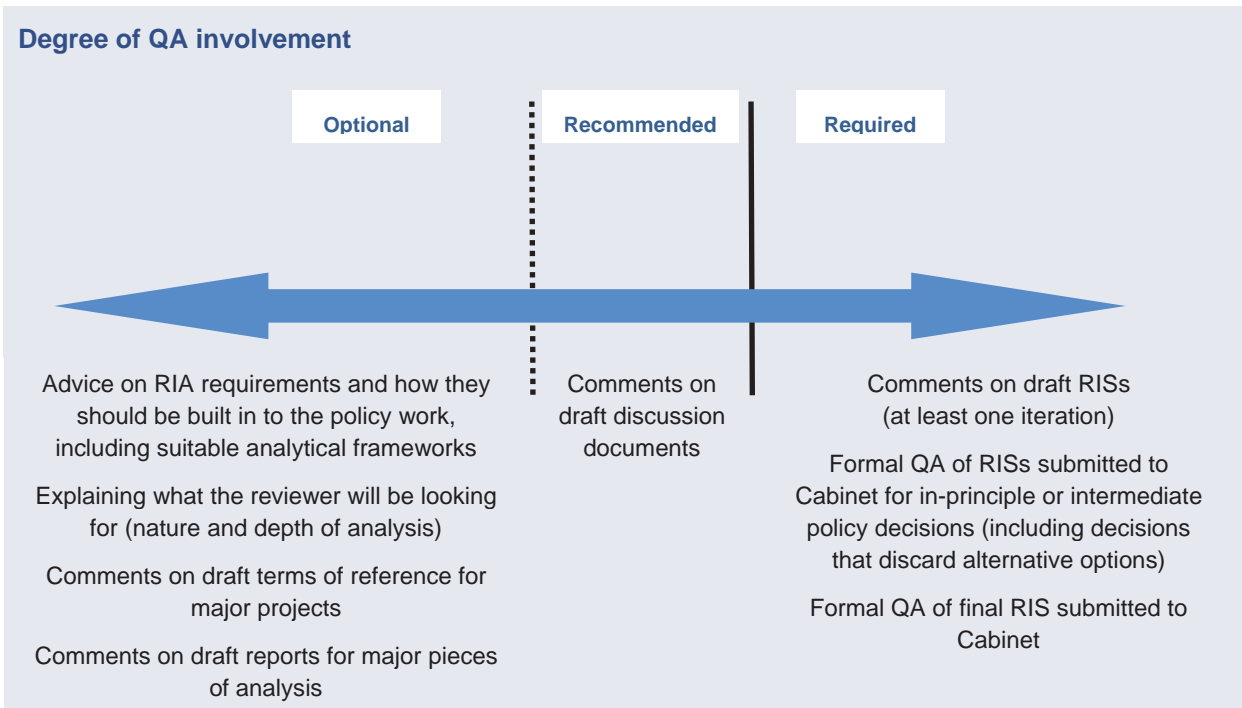 Degree of QA involvement
Optional
Recommended
Required
Advice on RIA requirements and how they
should be built in to the policy work,
including suitable analytical frameworks
Explaining what the reviewer will be looking
for (nature and depth of analysis)
Comments on draft terms of reference for
major projects
Comments on draft reports for major pieces
of analysis
Comments on
draft discussion
documents
Comments on draft RISs
(at least one iteration)
Formal QA of RISs submitted to
Cabinet for in-principle or intermediate
policy decisions (including decisions
that discard alternative options)
Formal QA of final RIS submitted to
Cabinet